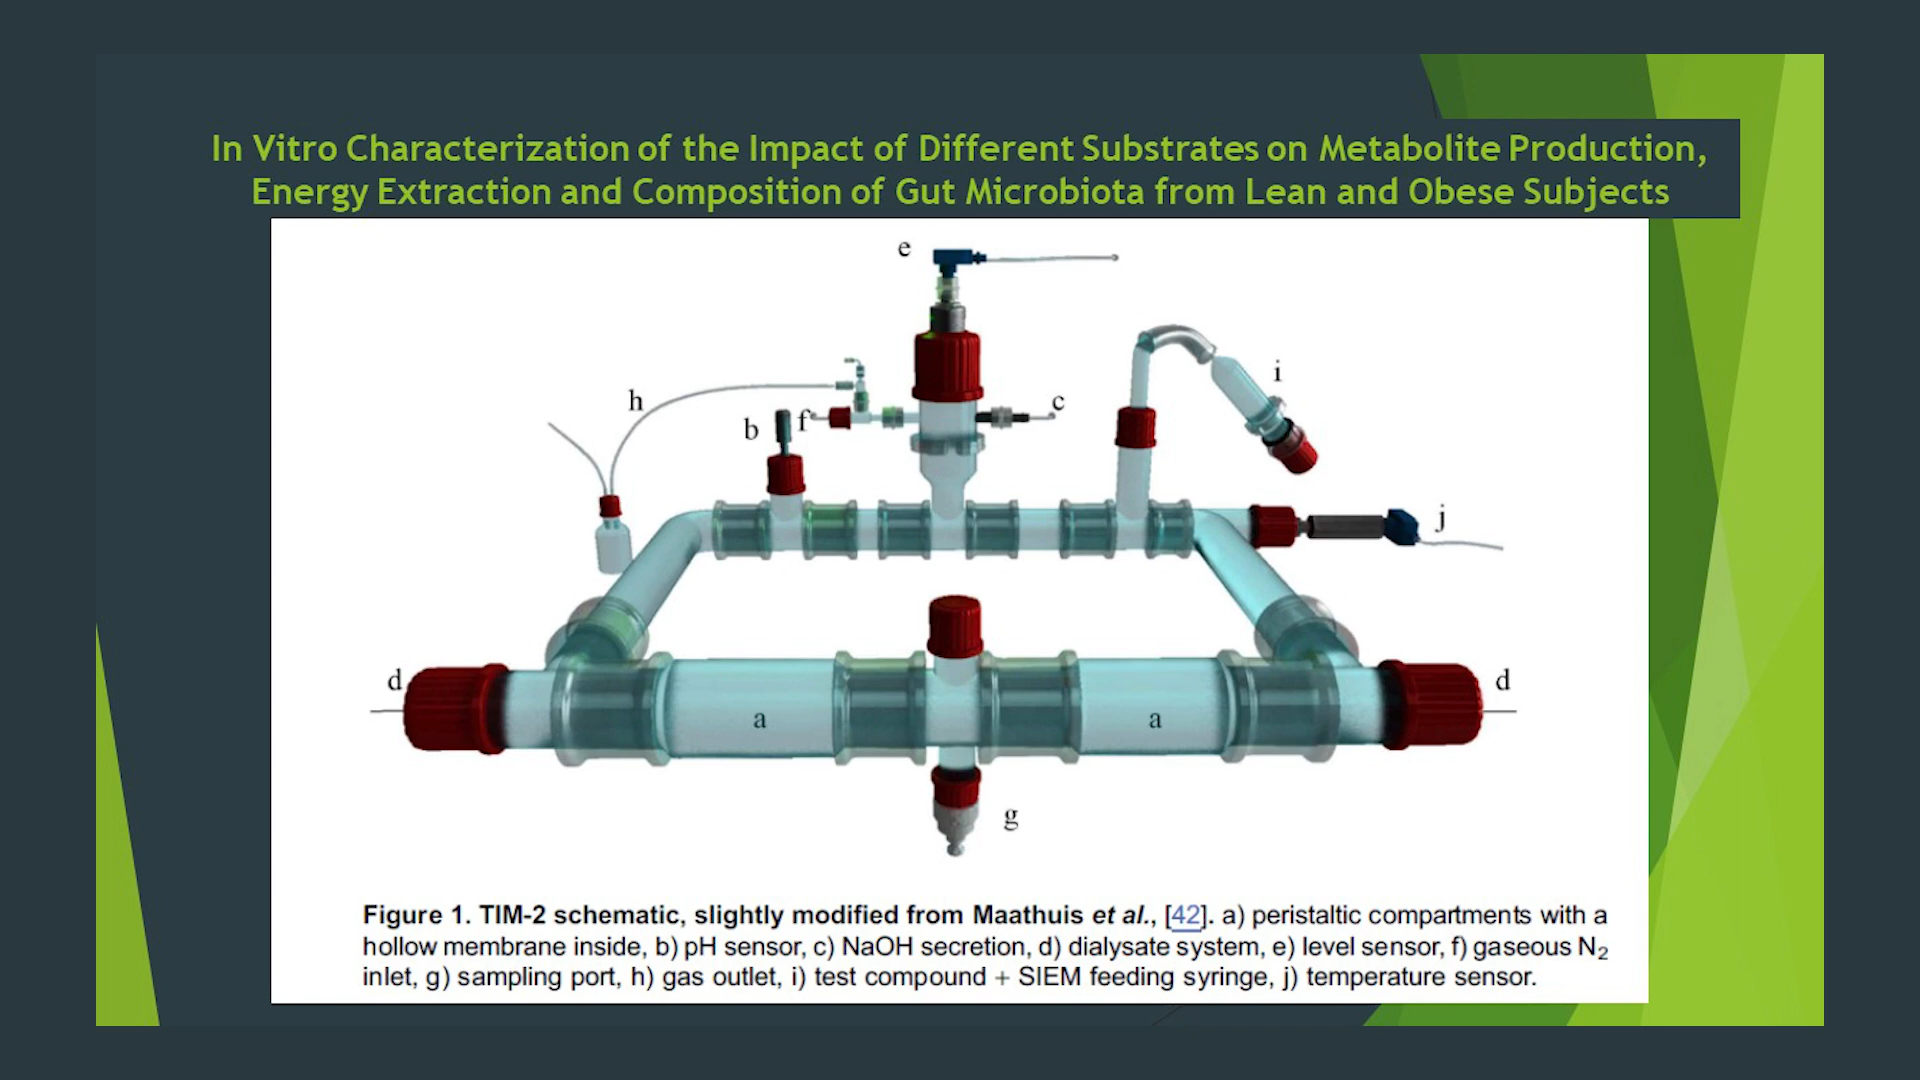 In Vitro Characterization of the Impact of Different Substrates on Metabolite Production,
Energy Extraction and Composition of Gut Microbiota from Lean and Obese Subjects
e
i
h
c
b
f
j
d
d
a
a
g
Figure 1. TIM-2 schematic, slightly modified from Maathuis et al., [42]. a) peristaltic compartments with a
hollow membrane inside, b) pH sensor, c) NaOH secretion, d) dialysate system, e) level sensor, f) gaseous N₂
inlet, g) sampling port, h) gas outlet, i) test compound + SIEM feeding syringe, j) temperature sensor.